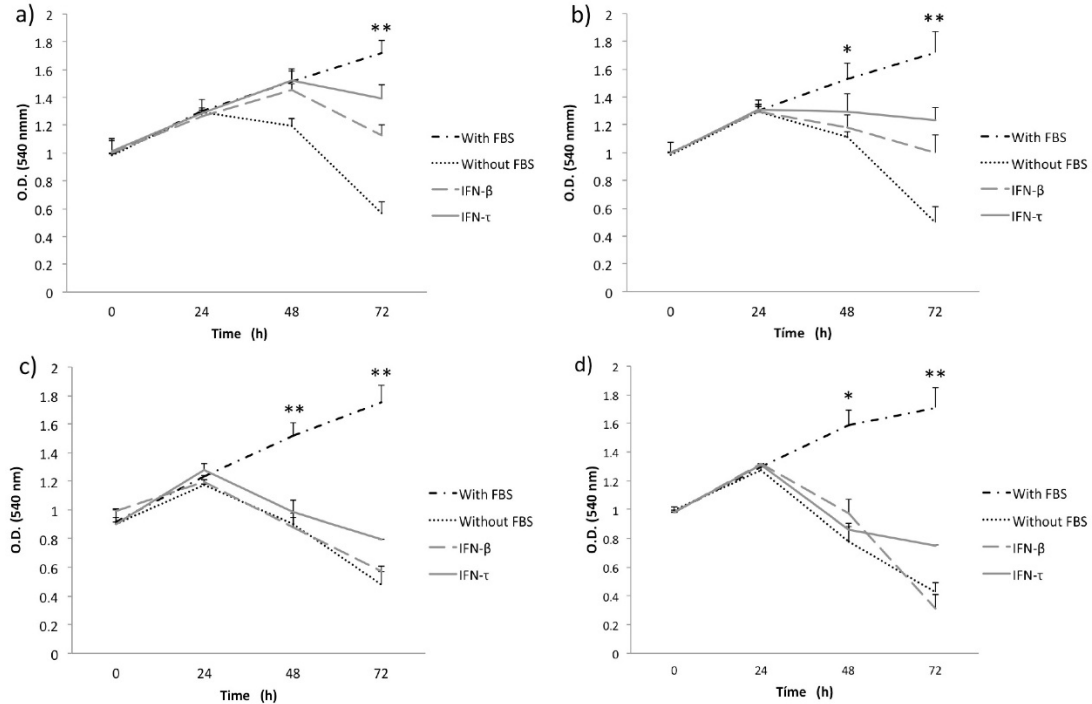 a)
**
2
1.8
1.6
1.4
1.2
1
0.8
0.6
0.4
0.2
0
O.D. (540 nmm)
0 24 48 72
Time (h)
With FBS
Without FBS
IFN-β
IFN-τ
b)
*
**
2
1.8
1.6
1.4
1.2
1
0.8
0.6
0.4
0.2
0
O.D. (540 nmm)
0 24 48 72
Tíme (h)
With FBS
Without FBS
IFN-β
IFN-τ
c)
**
**
2
1.8
1.6
1.4
1.2
1
0.8
0.6
0.4
0.2
0
O.D. (540 nm)
0 24 48 72
Time (h)
With FBS
Without FBS
IFN-β
IFN-τ
d)
*
**
2
1.8
1.6
1.4
1.2
1
0.8
0.6
0.4
0.2
0
O.D. (540 nm)
0 24 48 72
Tíme (h)
With FBS
Without FBS
IFN-β
IFN-τ